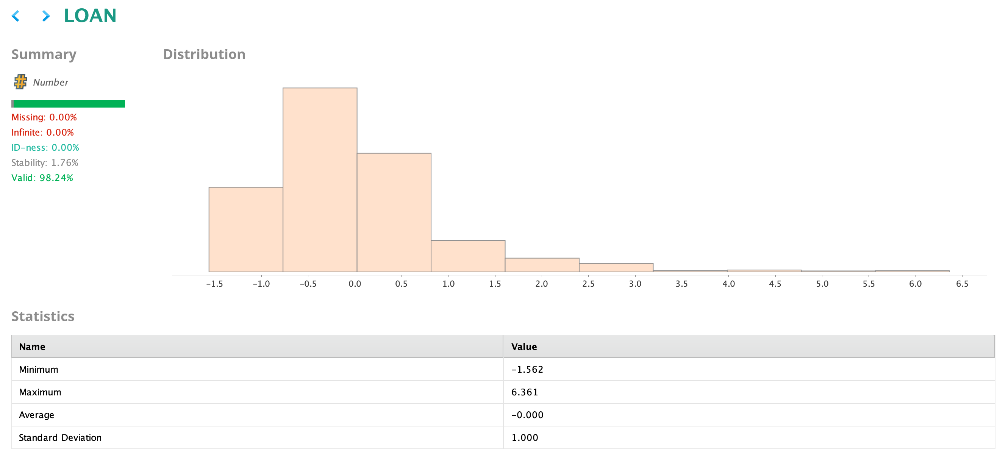 LOAN
Summary
# Number
Missing: 0.00%
Infinite: 0.00%
ID-ness: 0.00%
Stability: 1.76%
Valid: 98.24%
Distribution
-1.5 -1.0 -0.5 0.0 0.5 1.0 1.5 2.0 2.5 3.0 3.5 4.0 4.5 5.0 5.5 6.0 6.5
Statistics
Name Value
Minimum -1.562
Maximum 6.361
Average -0.000
Standard Deviation 1.000